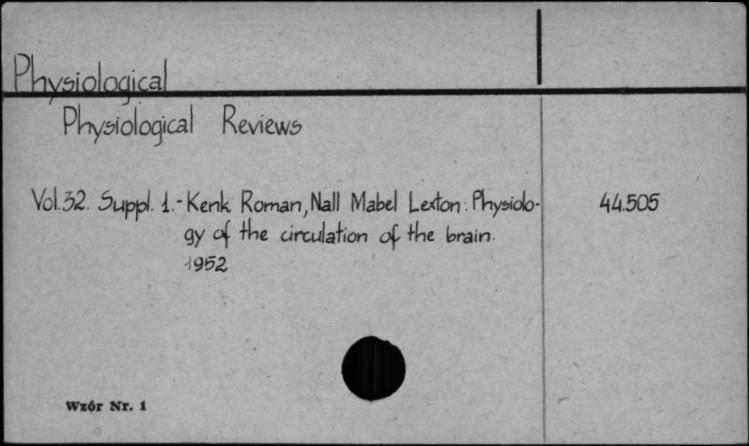 Physiological
Physiological Reviews
Vol. 32. Suppl. 1.- Kenk Roman, Nall Mabel Lexton: Physiolo- 44.505
gy of the circulation of the brain.
1952
Wzór Nr. 1